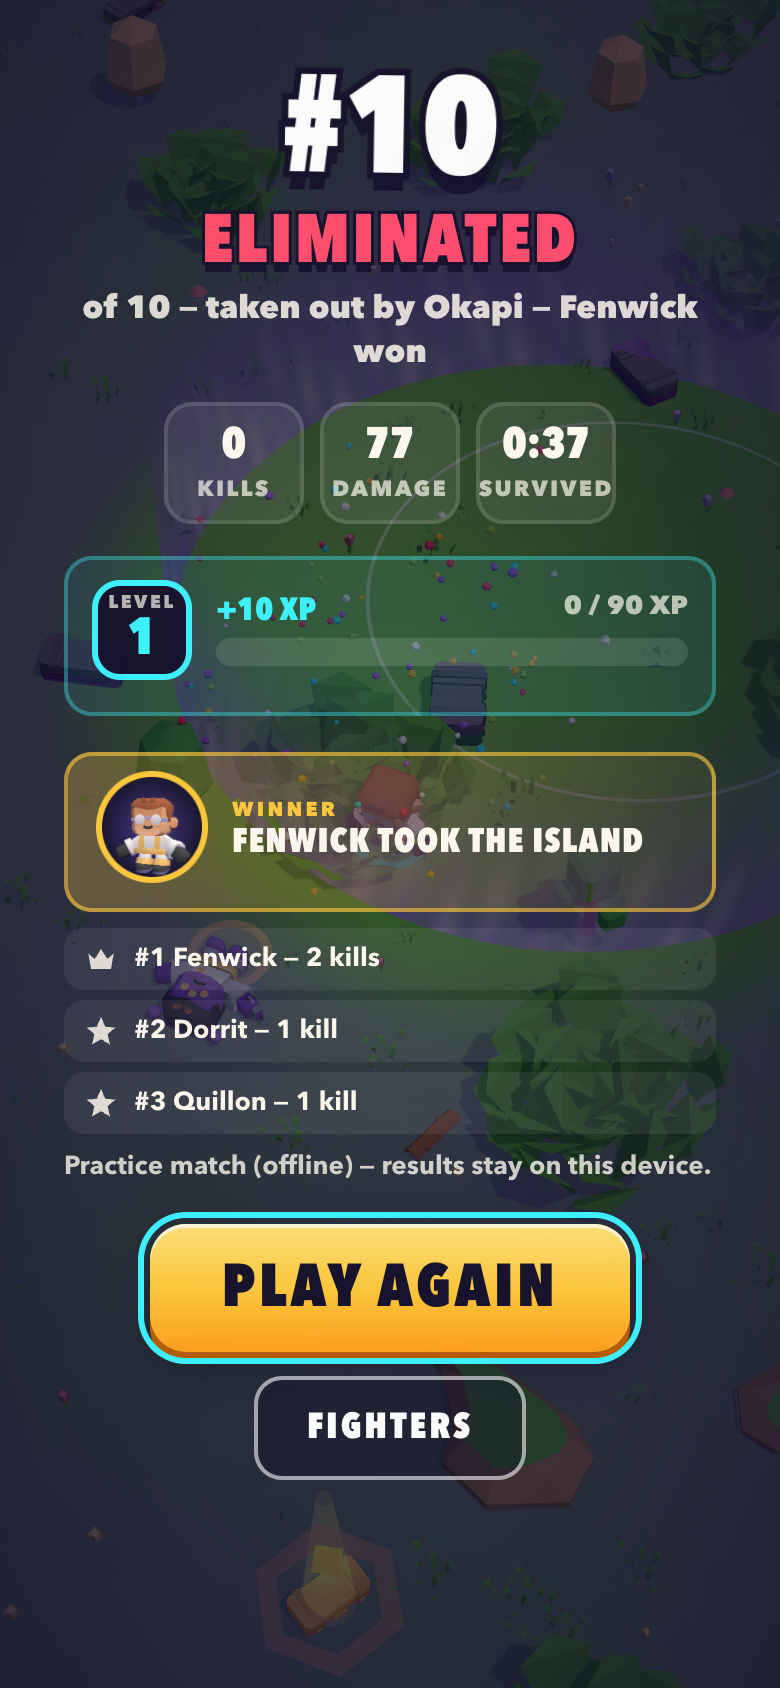 #10
ELIMINATED
of 10 – taken out by Okapi – Fenwick
won
0
KILLS
77
DAMAGE
0:37
SURVIVED
LEVEL
1
+10 XP
0 / 90 XP
WINNER
FENWICK TOOK THE ISLAND
#1 Fenwick – 2 kills
#2 Dorrit – 1 kill
#3 Quillon – 1 kill
Practice match (offline) – results stay on this device.
PLAY AGAIN
FIGHTERS